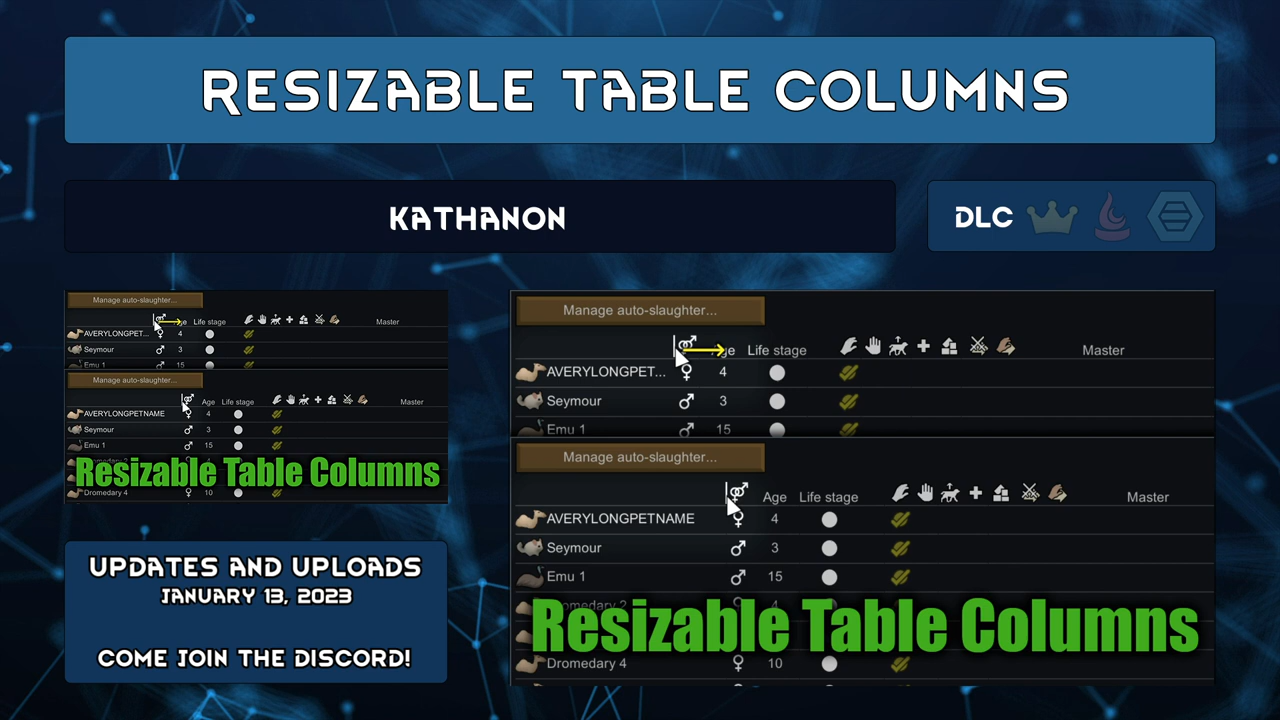 RESIZABLE TABLE COLUMNS
KATHANON
DLC
Manage auto-slaughter...
Life stage Master
AVERYLONGPET... 4
Seymour 3
Emu 1 15
Manage auto-slaughter...
Age Life stage Master
AVERYLONGPETNAME 4
Seymour 3
Emu 1 15
Resizable Table Columns
Dromedary 4 10
Manage auto-slaughter...
Life stage Master
AVERYLONGPET... 4
Seymour 3
Emu 1 15
Manage auto-slaughter...
Age Life stage Master
AVERYLONGPETNAME 4
Seymour 3
Emu 1 15
Dromedary 2 4
Resizable Table Columns
Dromedary 4 10
UPDATES AND UPLOADS
JANUARY 13, 2023
COME JOIN THE DISCORD!